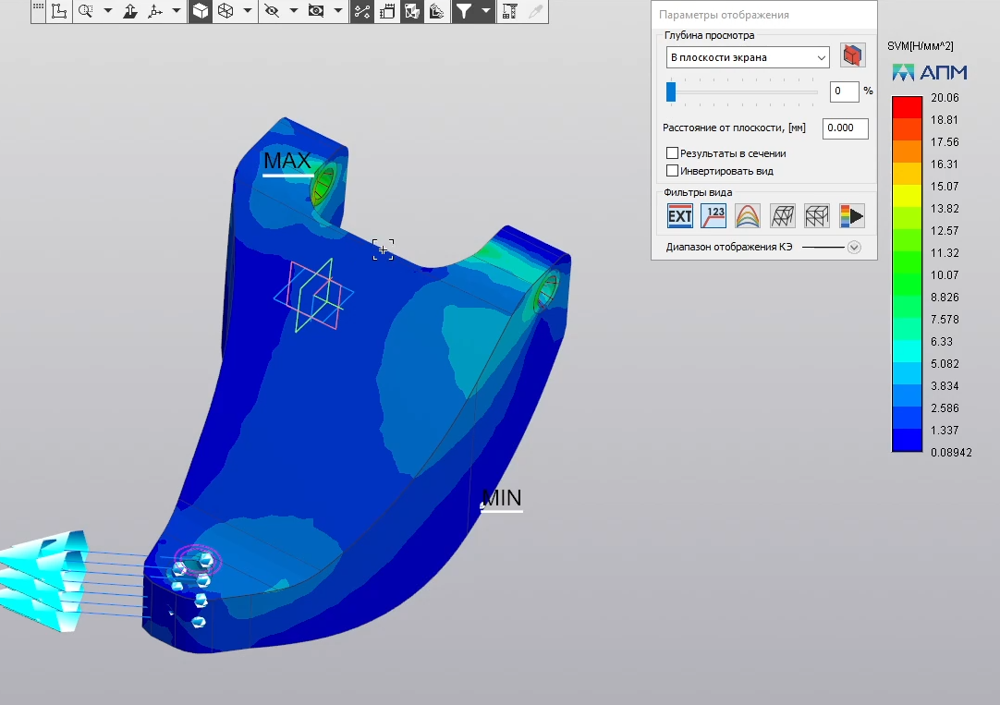 Параметры отображения
Глубина просмотра
В плоскости экрана
0 %
Расстояние от плоскости, [мм] 0.000
Результаты в сечении
Инвертировать вид
Фильтры вида
EXT 123
Диапазон отображения КЭ
SVM[Н/мм^2]
АПМ
20.06
18.81
17.56
16.31
15.07
13.82
12.57
11.32
10.07
8.826
7.578
6.33
5.082
3.834
2.586
1.337
0.08942
MAX
MIN